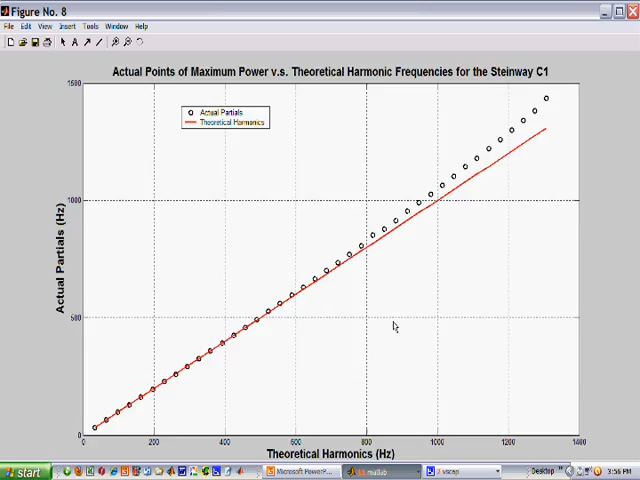 Figure No. 8
File Edit View Insert Tools Window Help
Actual Points of Maximum Power v.s. Theoretical Harmonic Frequencies for the Steinway C1
1500
Actual Partials
Theoretical Harmonics
1000
Actual Partials (Hz)
500
0
0 200 400 600 800 1000 1200 1400
Theoretical Harmonics (Hz)
start Microsoft PowerP... matlab 7 viscap Desktop 3:56 PM